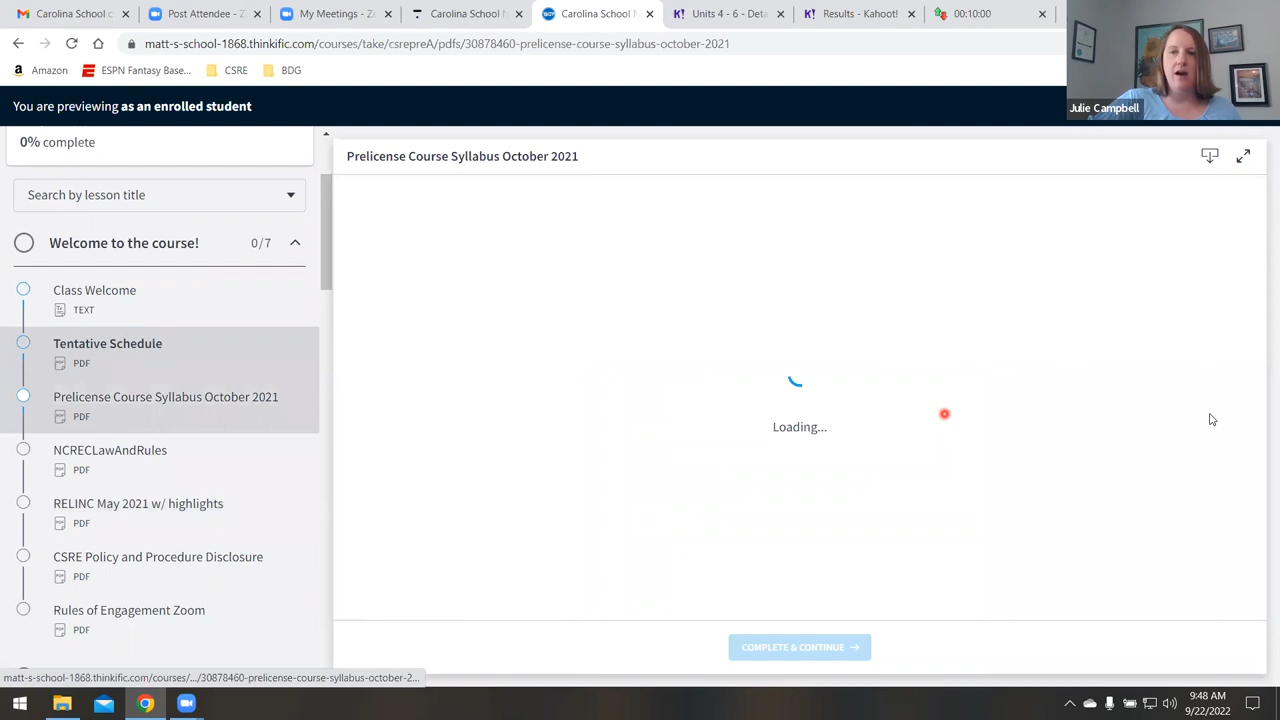 Gmail
Carolina School of c
Post Attendee - Z
My Meetings - Z
Carolina School N
Carolina School N
Units 4 - 6 - Deta
Results - Kahoot!
00:10:00
matt-s-school-1868.thinkific.com/courses/take/csrepreA/pdfs/30878460-prelicense-course-syllabus-october-2021
Amazon
ESPN Fantasy Base...
CSRE
BDG
Julie Campbell
You are previewing as an enrolled student
0% complete
Prelicense Course Syllabus October 2021
Search by lesson title
Welcome to the course!
0/7
Class Welcome
TEXT
Tentative Schedule
PDF
Prelicense Course Syllabus October 2021
PDF
Loading...
NCRECLawAndRules
PDF
RELINC May 2021 w/ highlights
PDF
CSRE Policy and Procedure Disclosure
PDF
Rules of Engagement Zoom
PDF
COMPLETE & CONTINUE →
matt-s-school-1868.thinkific.com/courses/.../30878460-prelicense-course-syllabus-october-2...
9:48 AM
9/22/2022